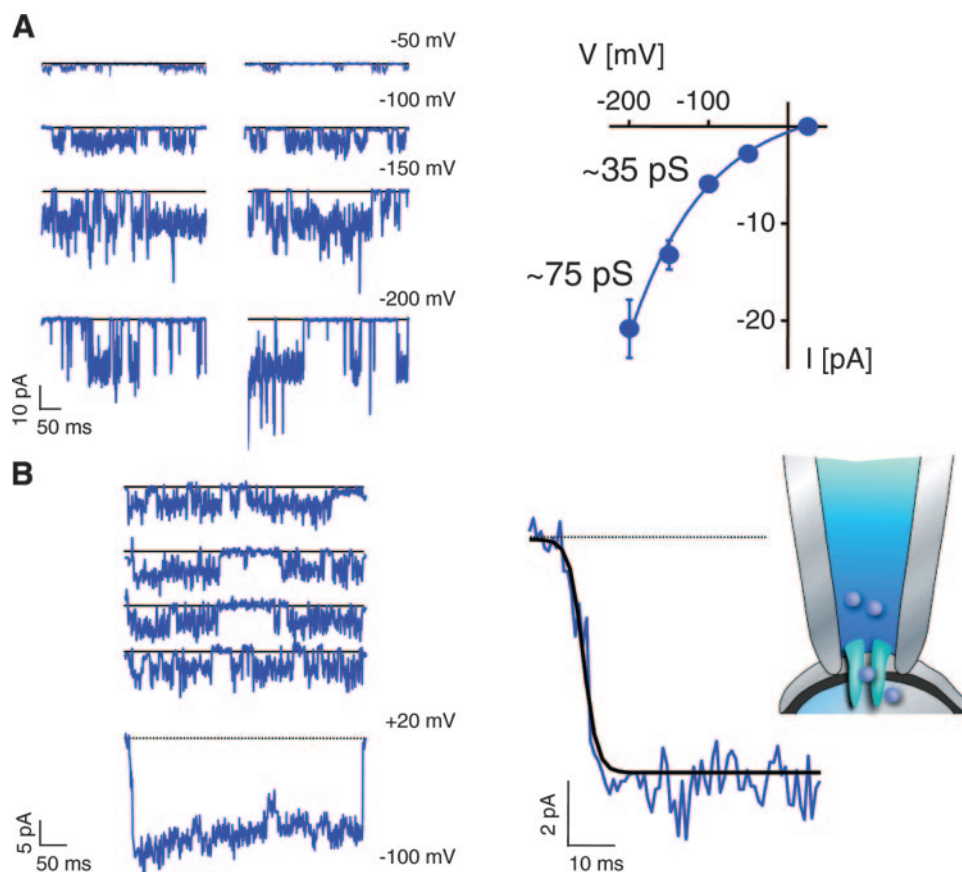 A
-50 mV
-100 mV
-150 mV
-200 mV
10 pA
50 ms
V [mV]
-200 -100
~35 pS
-10
~75 pS
-20
I [pA]
B
+20 mV
-100 mV
5 pA
50 ms
2 pA
10 ms